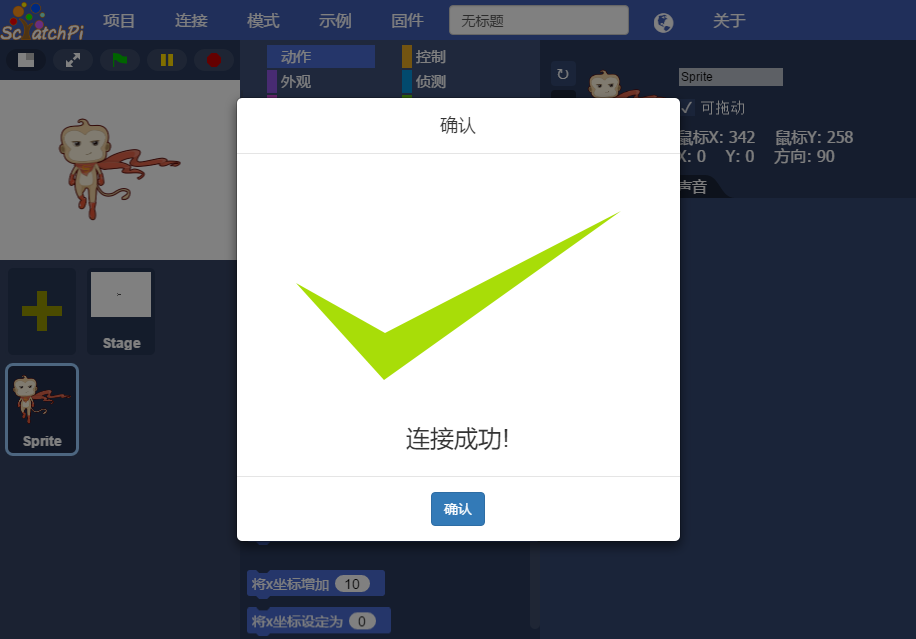 ScratchPi 项目 连接 模式 示例 固件 无标题 关于
动作 控制
外观 侦测
Sprite
可拖动
鼠标X: 342 鼠标Y: 258
X: 0 Y: 0 方向: 90
声音
确认
-
Stage
Sprite
连接成功!
确认
将x坐标增加 10
将x坐标设定为 0